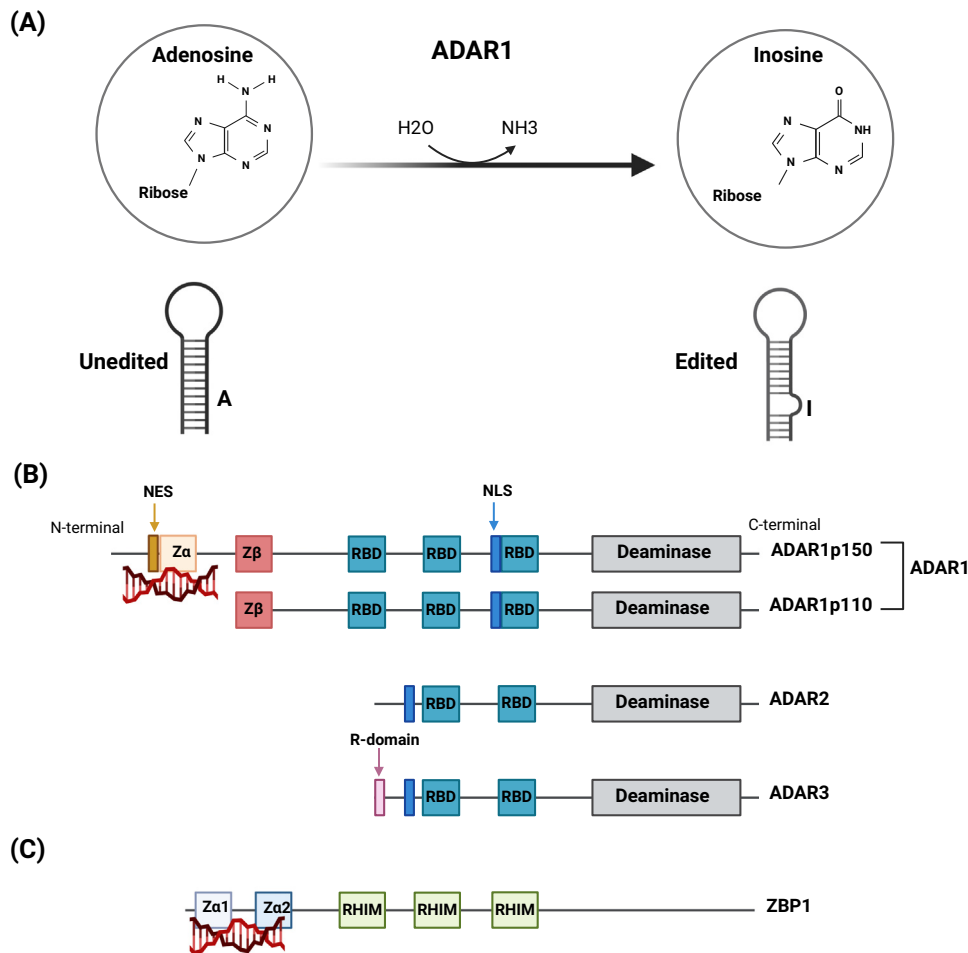 (A)
Adenosine
ADAR1
Inosine
H H
N
N
N
N
N
Ribose
H2O
NH3
O
N
NH
N
N
Ribose
Unedited
A
Edited
I
(B)
NES
NLS
N-terminal
C-terminal
Zα Zβ RBD RBD RBD Deaminase ADAR1p150
ADAR1
Zβ RBD RBD RBD Deaminase ADAR1p110
RBD RBD Deaminase ADAR2
R-domain
RBD RBD Deaminase ADAR3
(C)
Zα1 Zα2 RHIM RHIM RHIM ZBP1